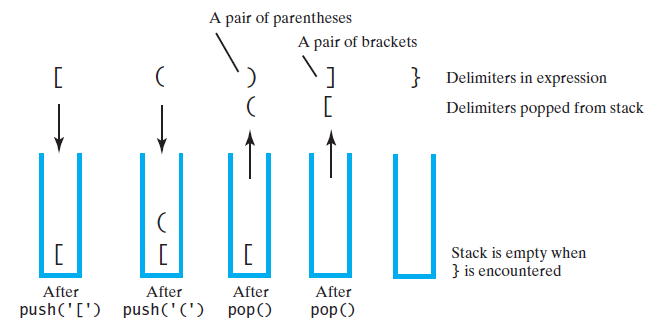 A pair of parentheses
A pair of brackets
[ ( ) ] } Delimiters in expression
( [ Delimiters popped from stack
(
[ [ [ Stack is empty when
} is encountered
After After After After
push('[') push('(') pop() pop()